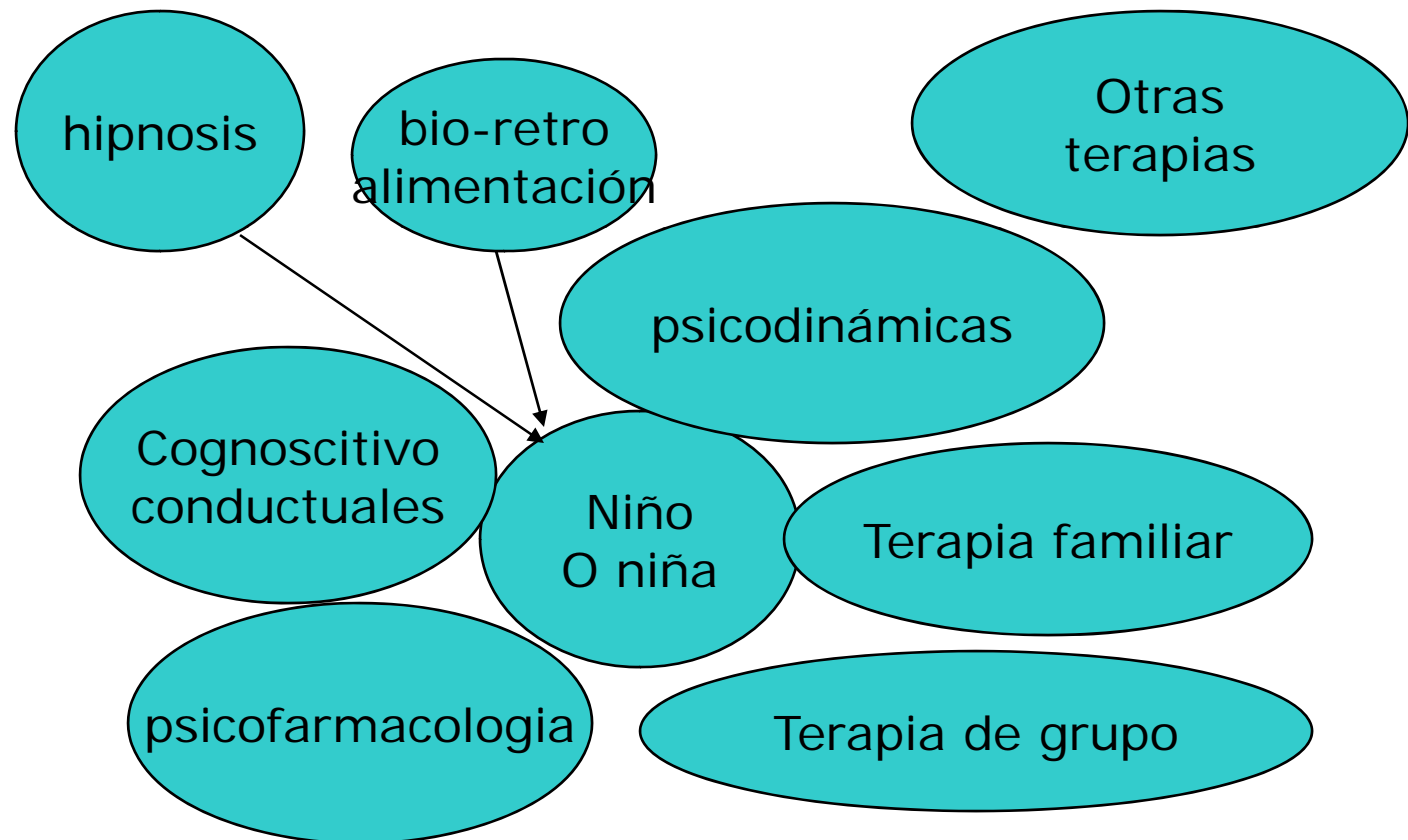 hipnosis
bio-retro
alimentación
Otras
terapias
psicodinámicas
Cognoscitivo
conductuales
Niño
O niña
Terapia familiar
psicofarmacologia
Terapia de grupo